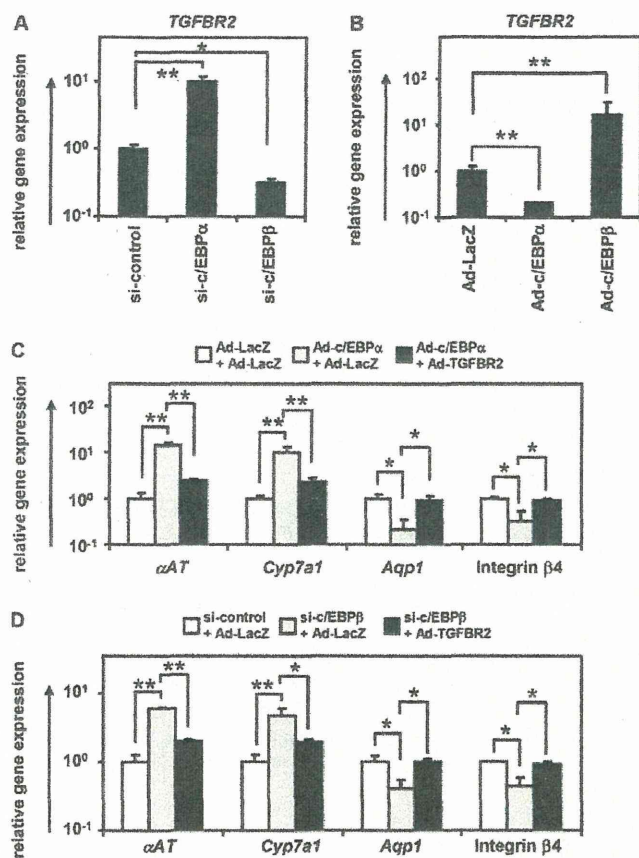 A
TGFBR2
relative gene expression
10¹
10⁰
10⁻¹
*
**
si-control
si-c/EBPα
si-c/EBPβ
B
TGFBR2
relative gene expression
10²
10¹
10⁰
10⁻¹
**
**
Ad-LacZ
Ad-c/EBPα
Ad-c/EBPβ
C
Ad-LacZ + Ad-LacZ
Ad-c/EBPα + Ad-LacZ
Ad-c/EBPα + Ad-TGFBR2
relative gene expression
10²
10¹
10⁰
10⁻¹
** ** ** ** * * * *
αAT
Cyp7a1
Aqp1
Integrin β4
D
si-control + Ad-LacZ
si-c/EBPβ + Ad-LacZ
si-c/EBPβ + Ad-TGFBR2
relative gene expression
10¹
10⁰
10⁻¹
** ** ** * * * * *
αAT
Cyp7a1
Aqp1
Integrin β4